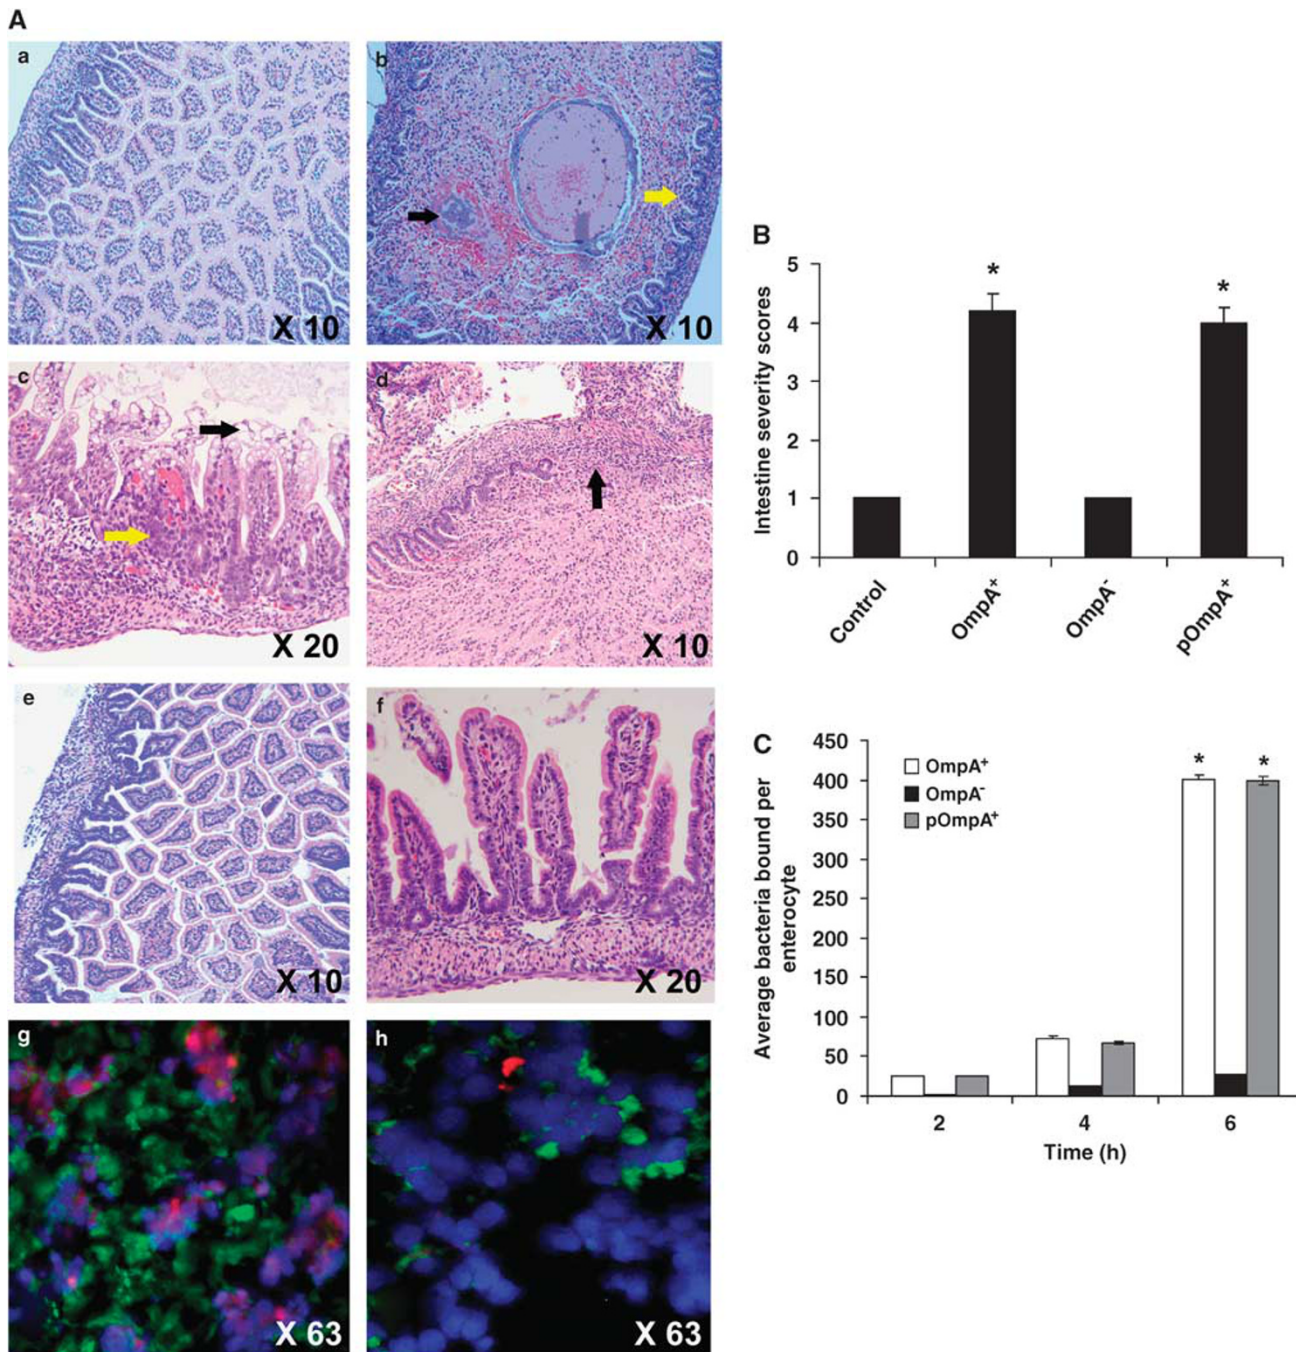 A
a
X 10
b
X 10
c
X 20
d
X 10
e
X 10
f
X 20
g
X 63
h
X 63
B
Intestine severity scores
5
4
3
2
1
0
*
*
Control
OmpA⁺
OmpA⁻
pOmpA⁺
C
Average bacteria bound per
enterocyte
450
400
350
300
250
200
150
100
50
0
OmpA⁺
OmpA⁻
pOmpA⁺
* *
2 4 6
Time (h)